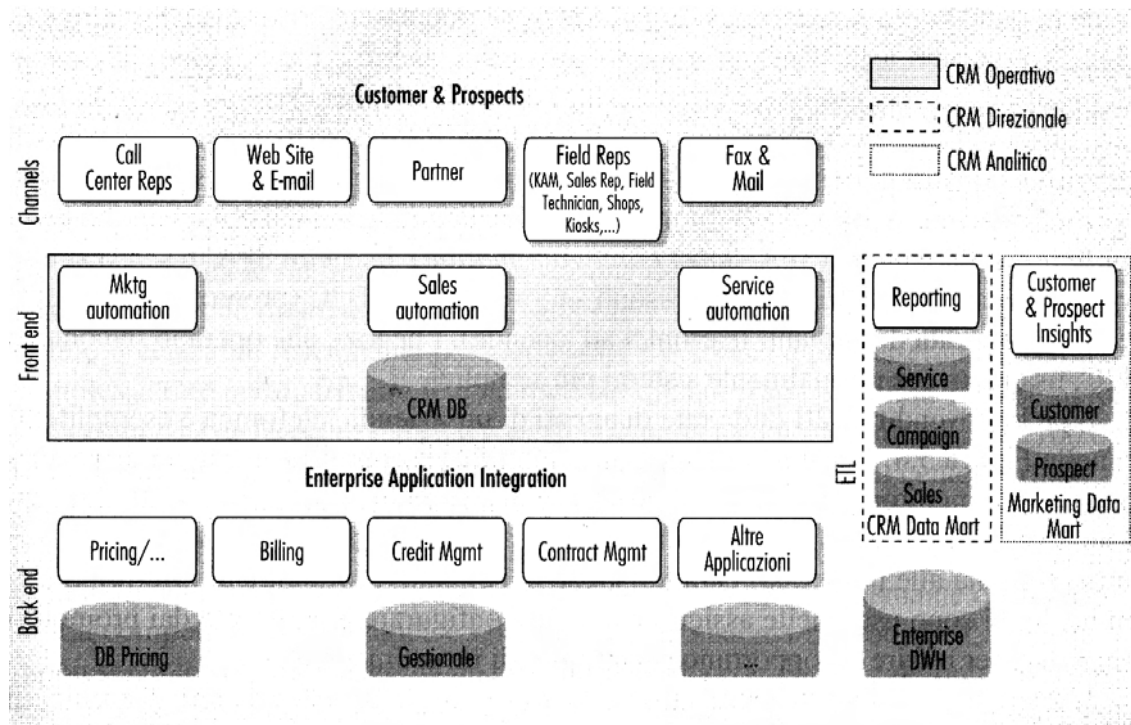 CRM Operativo
CRM Direzionale
CRM Analitico
Customer & Prospects
Channels
Call
Center Reps
Web Site
& E-mail
Partner
Field Reps
(KAM, Sales Rep, Field
Technician, Shops,
Kiosks,...)
Fax &
Mail
Front end
Mktg
automation
Sales
automation
Service
automation
CRM DB
Reporting
Service
Campaign
Sales
CRM Data Mart
Customer
& Prospect
Insights
Customer
Prospect
Marketing Data
Mart
ETL
Enterprise Application Integration
Back end
Pricing/...
Billing
Credit Mgmt
Contract Mgmt
Altre
Applicazioni
DB Pricing
Gestionale
...
Enterprise
DWH